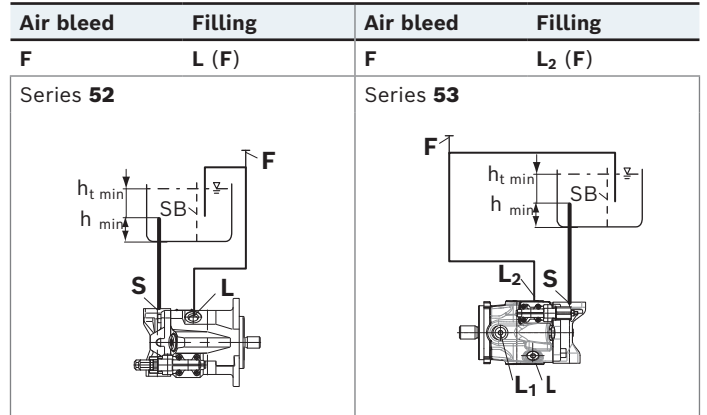 Air bleed Filling Air bleed Filling
F L (F) F L₂ (F)
Series 52 Series 53
F F
hₜ ₘᵢₙ SB hₜ ₘᵢₙ SB
h ₘᵢₙ h ₘᵢₙ
S L L₂ S
L₁ L